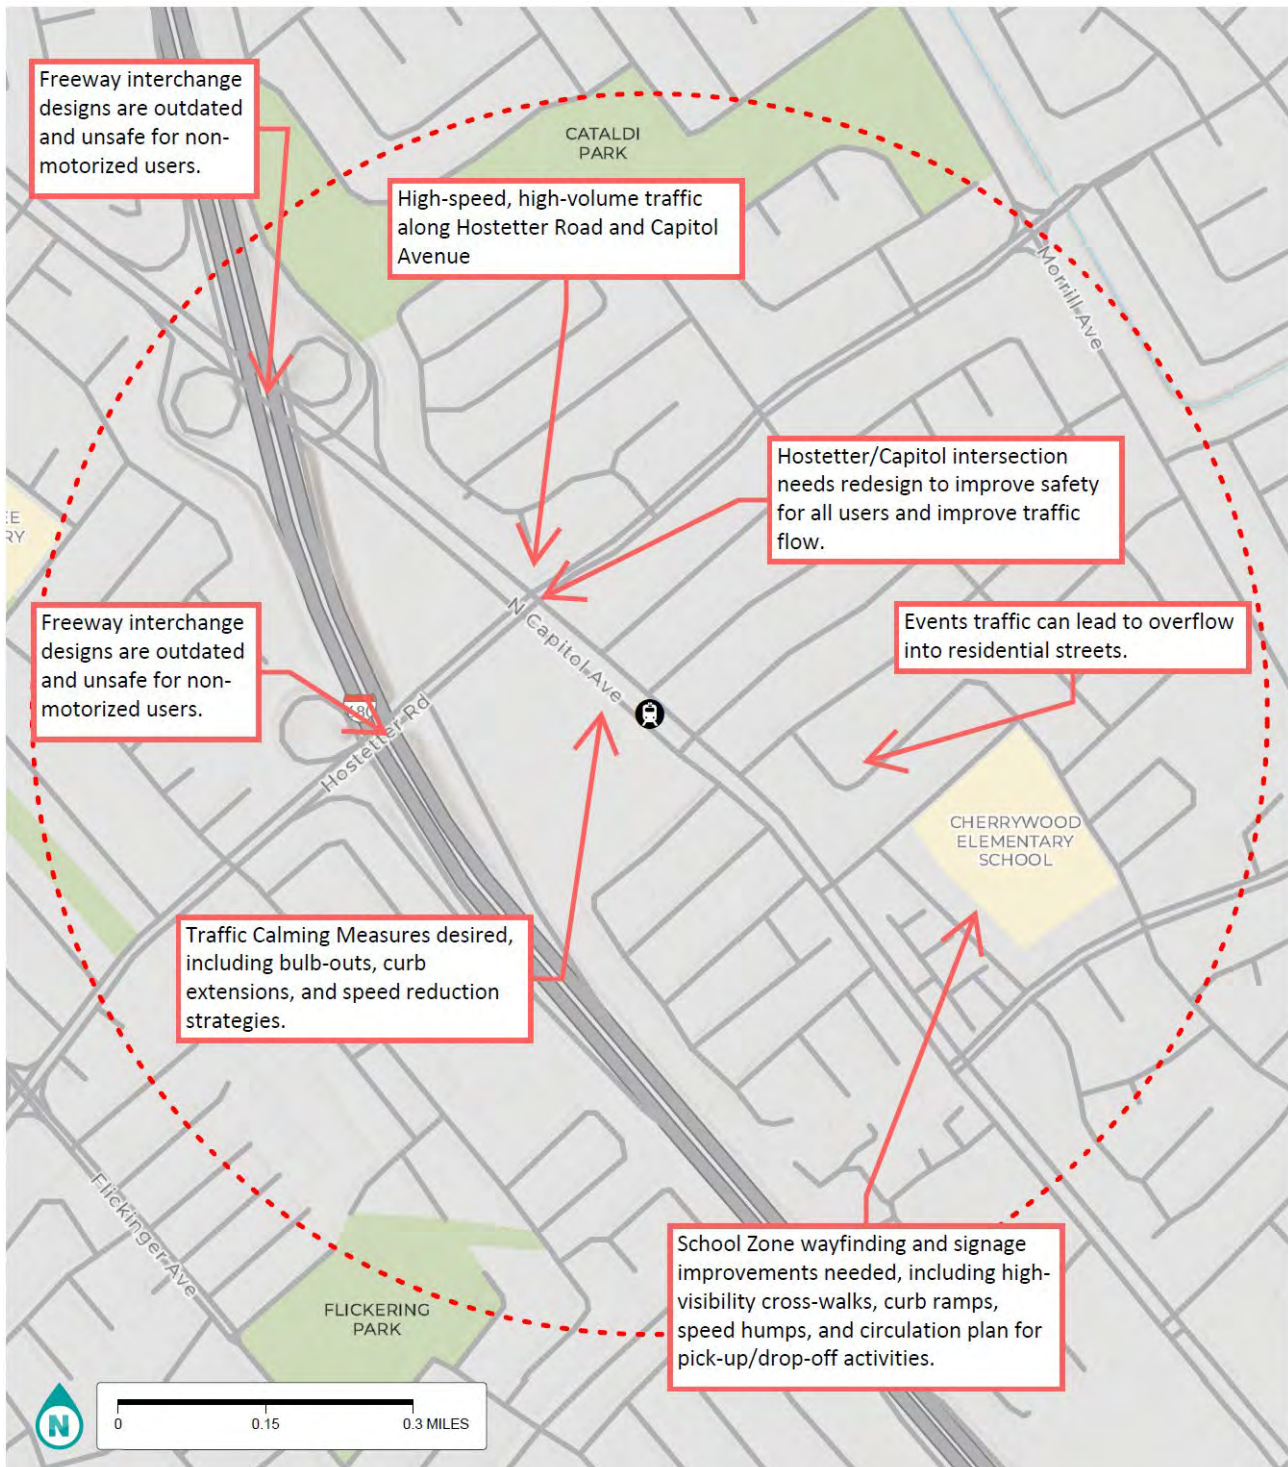 Freeway interchange
designs are outdated
and unsafe for non-
motorized users.
CATALDI
PARK
High-speed, high-volume traffic
along Hostetter Road and Capitol
Avenue
Morrill Ave
Hostetter/Capitol intersection
needs redesign to improve safety
for all users and improve traffic
flow.
EE
RY
N Capitol Ave
Freeway interchange
designs are outdated
and unsafe for non-
motorized users.
Events traffic can lead to overflow
into residential streets.
680
Hostetter Rd
CHERRYWOOD
ELEMENTARY
SCHOOL
Traffic Calming Measures desired,
including bulb-outs, curb
extensions, and speed reduction
strategies.
Flickinger Ave
School Zone wayfinding and signage
improvements needed, including high-
visibility cross-walks, curb ramps,
speed humps, and circulation plan for
pick-up/drop-off activities.
FLICKERING
PARK
N
0 0.15 0.3 MILES